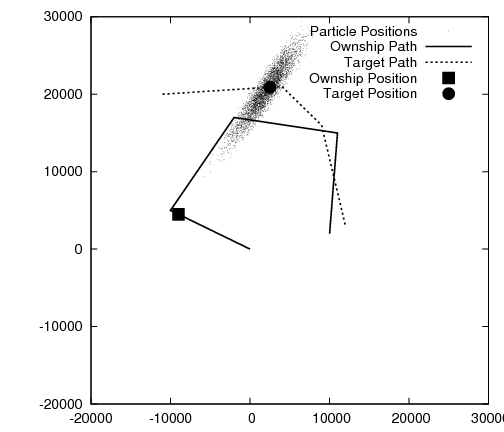 30000
Particle Positions
Ownship Path
Target Path
Ownship Position
20000
Target Position
10000
0
-10000
-20000
-20000 -10000 0 10000 20000 30000